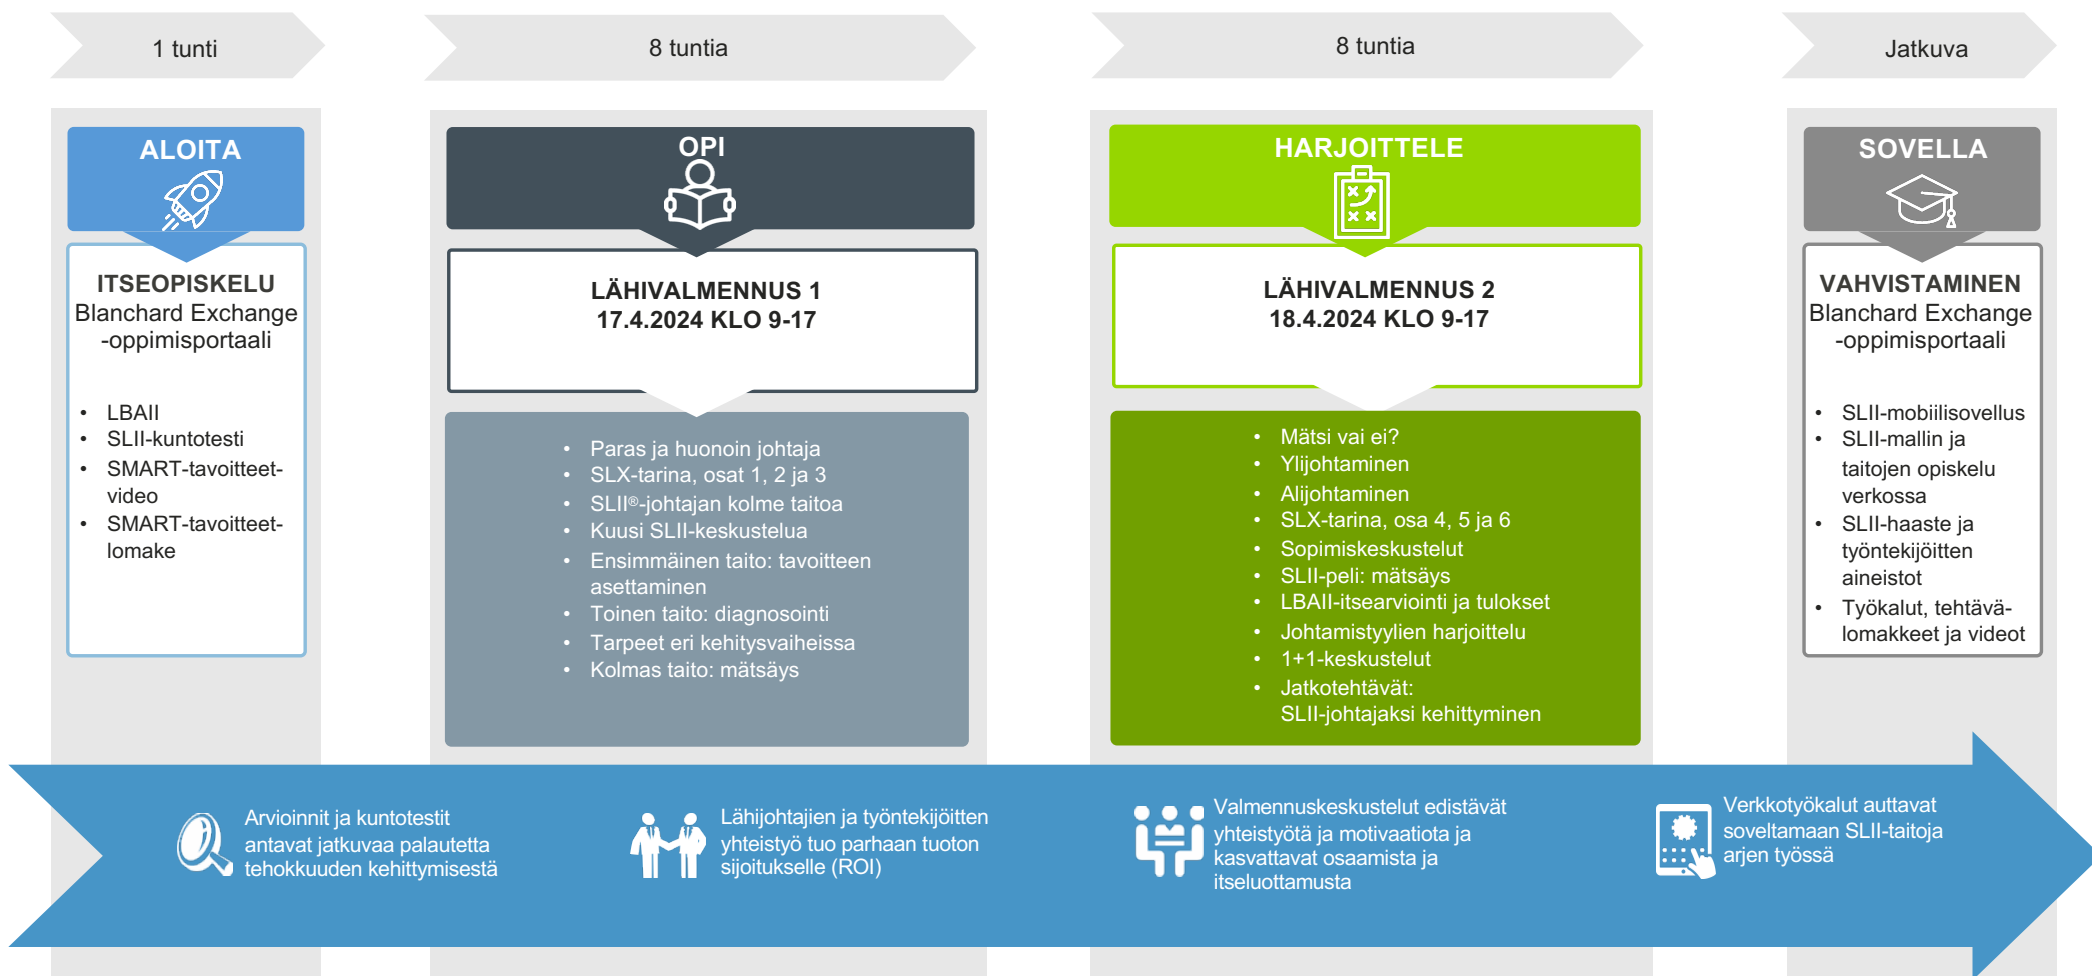 1 tunti
8 tuntia
8 tuntia
Jatkuva
ALOITA
ITSEOPISKELU
Blanchard Exchange
-oppimisportaali
• LBAII
• SLII-kuntotesti
• SMART-tavoitteet-
video
• SMART-tavoitteet-
lomake
OPI
LÄHIVALMENNUS 1
17.4.2024 KLO 9-17
• Paras ja huonoin johtaja
• SLX-tarina, osat 1, 2 ja 3
• SLII®-johtajan kolme taitoa
• Kuusi SLII-keskustelua
• Ensimmäinen taito: tavoitteen
asettaminen
• Toinen taito: diagnosointi
• Tarpeet eri kehitysvaiheissa
• Kolmas taito: mätsäys
HARJOITTELE
LÄHIVALMENNUS 2
18.4.2024 KLO 9-17
• Mätsi vai ei?
• Ylijohtaminen
• Alijohtaminen
• SLX-tarina, osa 4, 5 ja 6
• Sopimiskeskustelut
• SLII-peli: mätsäys
• LBAII-itsearviointi ja tulokset
• Johtamistyylien harjoittelu
• 1+1-keskustelut
• Jatkotehtävät:
SLII-johtajaksi kehittyminen
SOVELLA
VAHVISTAMINEN
Blanchard Exchange
-oppimisportaali
• SLII-mobiilisovellus
• SLII-mallin ja
taitojen opiskelu
verkossa
• SLII-haaste ja
työntekijöitten
aineistot
• Työkalut, tehtävä-
lomakkeet ja videot
Arvioinnit ja kuntotestit
antavat jatkuvaa palautetta
tehokkuuden kehittymisestä
Lähijohtajien ja työntekijöitten
yhteistyö tuo parhaan tuoton
sijoitukselle (ROI)
Valmennuskeskustelut edistävät
yhteistyötä ja motivaatiota ja
kasvattavat osaamista ja
itseluottamusta
Verkkotyökalut auttavat
soveltamaan SLII-taitoja
arjen työssä